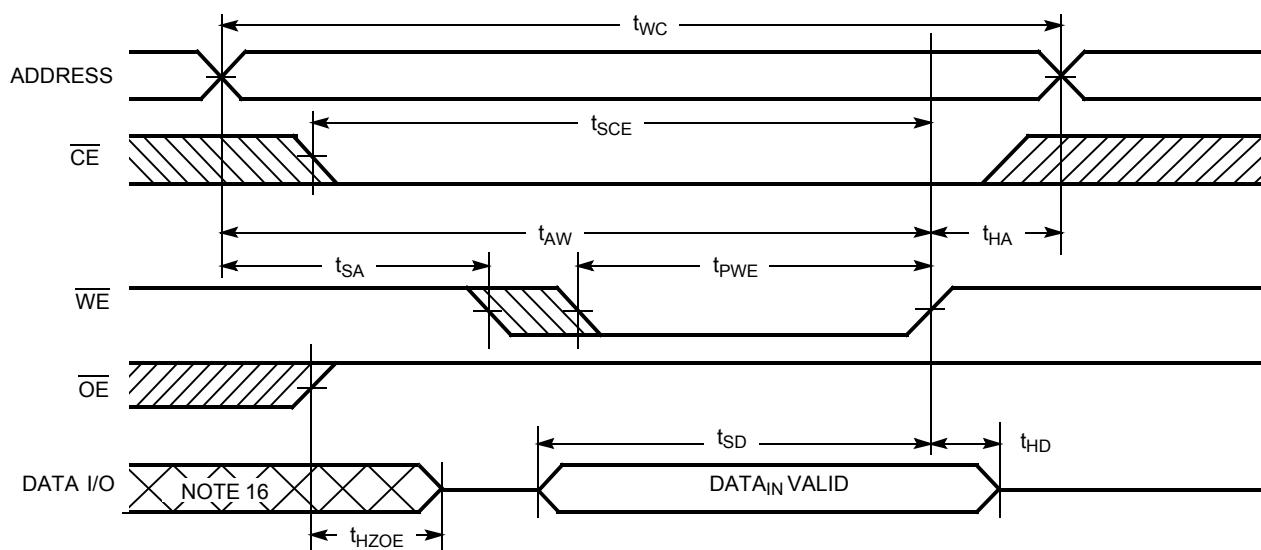 tWC
ADDRESS
tSCE
CE
tAW
tHA
tSA
tPWE
WE
OE
tSD
tHD
DATA I/O
NOTE 16
DATAIN VALID
tHZOE